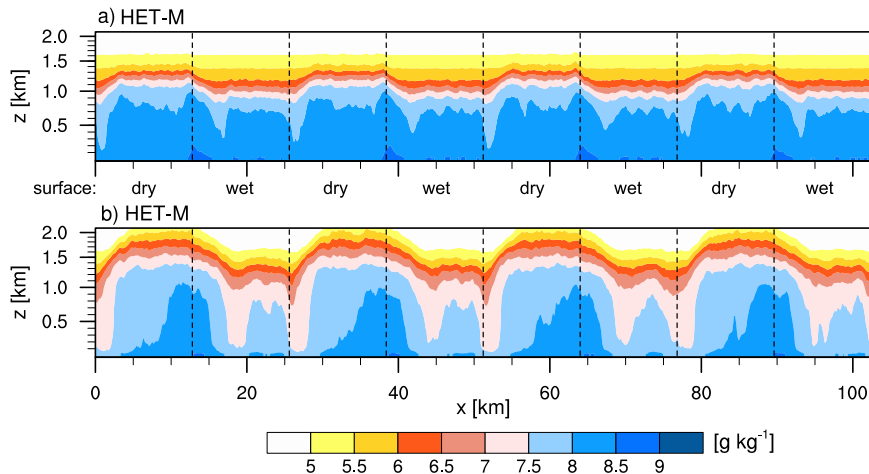 a) HET-M
2.0
1.5
1.0
0.5
z [km]
surface: dry wet dry wet dry wet dry wet
b) HET-M
2.0
1.5
1.0
0.5
z [km]
0 20 40 60 80 100
x [km]
[g kg⁻¹]
5 5.5 6 6.5 7 7.5 8 8.5 9